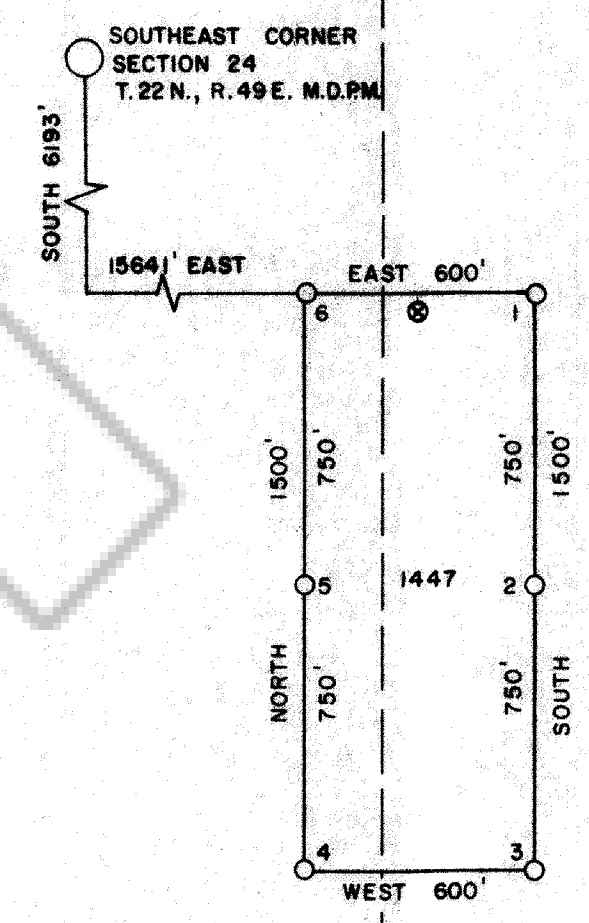 SOUTHEAST CORNER
SECTION 24
T. 22 N., R. 49 E. M.D.P.M.
SOUTH 6193'
15641' EAST
EAST 600'
6
1
1500'
750'
750'
1500'
5
1447
2
NORTH
750'
750'
SOUTH
4
3
WEST 600'